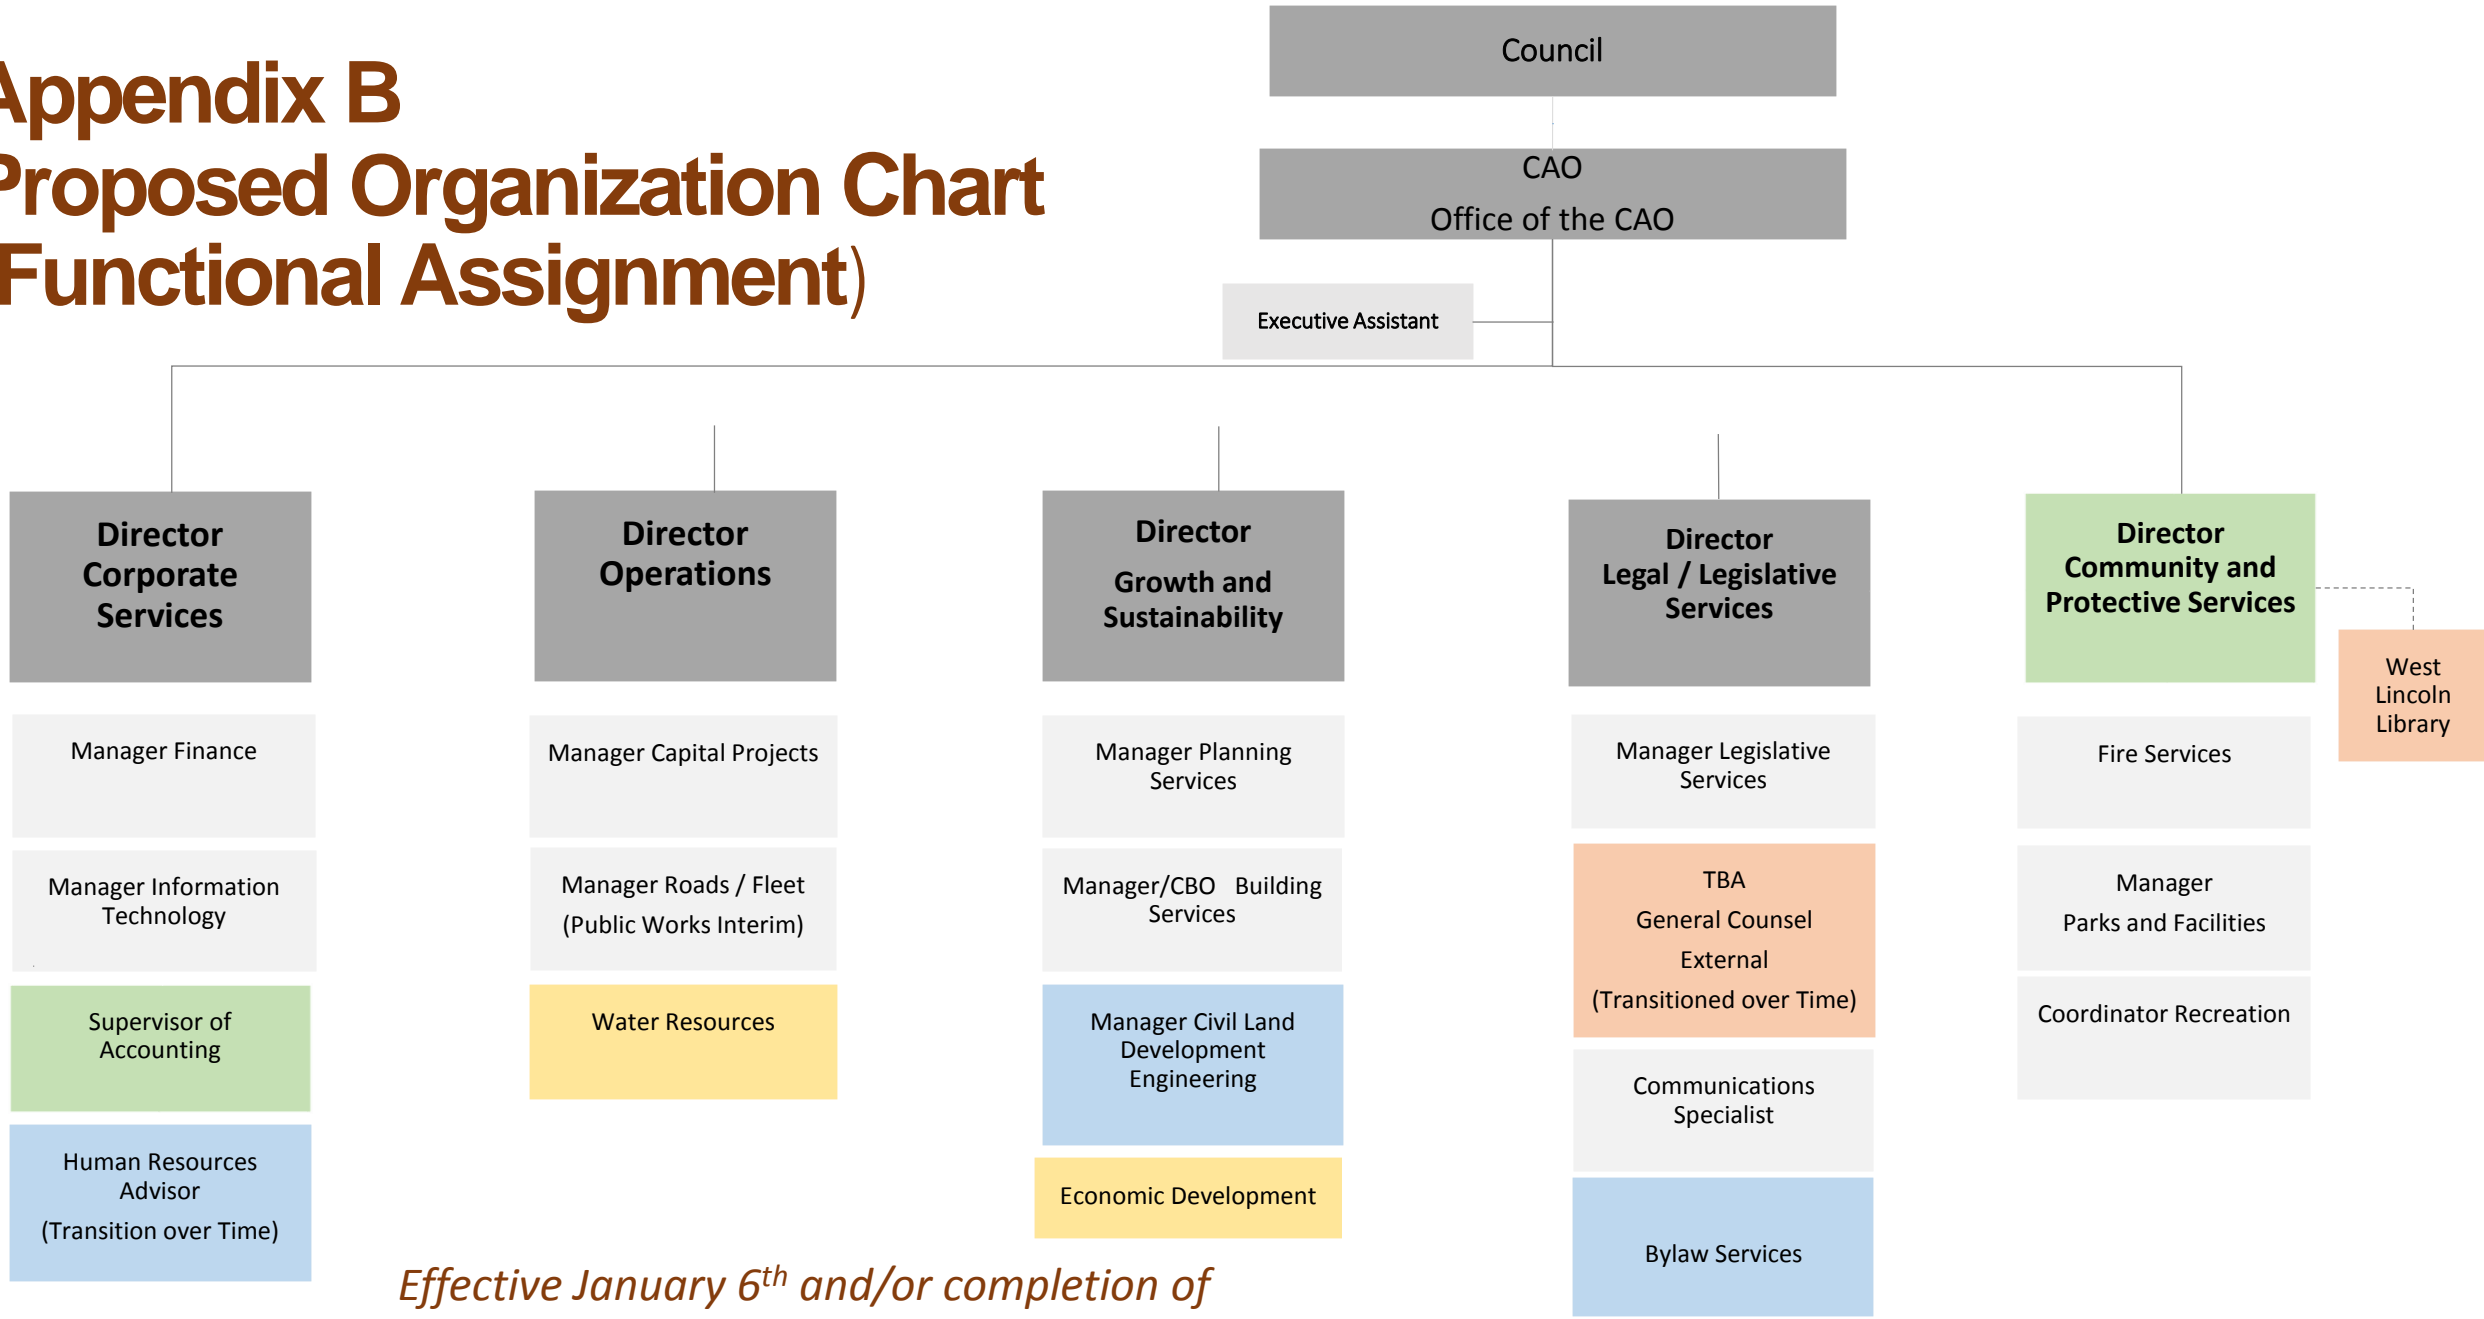 Appendix B
Proposed Organization Chart
Functional Assignment)
Council
CAO
Office of the CAO
Executive Assistant
Director
Corporate
Services
Manager Finance
Manager Information
Technology
Supervisor of
Accounting
Human Resources
Advisor
(Transition over Time)
Director
Operations
Manager Capital Projects
Manager Roads / Fleet
(Public Works Interim)
Water Resources
Director
Growth and
Sustainability
Manager Planning
Services
Manager/CBO Building
Services
Manager Civil Land
Development
Engineering
Economic Development
Director
Legal / Legislative
Services
Manager Legislative
Services
TBA
General Counsel
External
(Transitioned over Time)
Communications
Specialist
Bylaw Services
Director
Community and
Protective Services
West
Lincoln
Library
Fire Services
Manager
Parks and Facilities
Coordinator Recreation
Effective January 6th and/or completion of